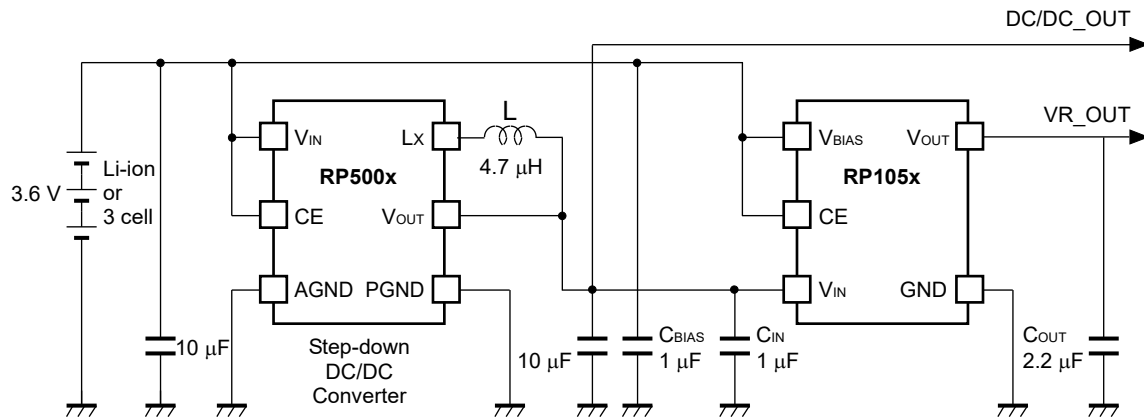 DC/DC_OUT
VR_OUT
3.6 V
Li-ion
or
3 cell
10 μF
VIN
LX
RP500x
CE
VOUT
AGND
PGND
Step-down
DC/DC
Converter
L
4.7 μH
10 μF
CBIAS
1 μF
CIN
1 μF
VBIAS
VOUT
RP105x
CE
VIN
GND
COUT
2.2 μF